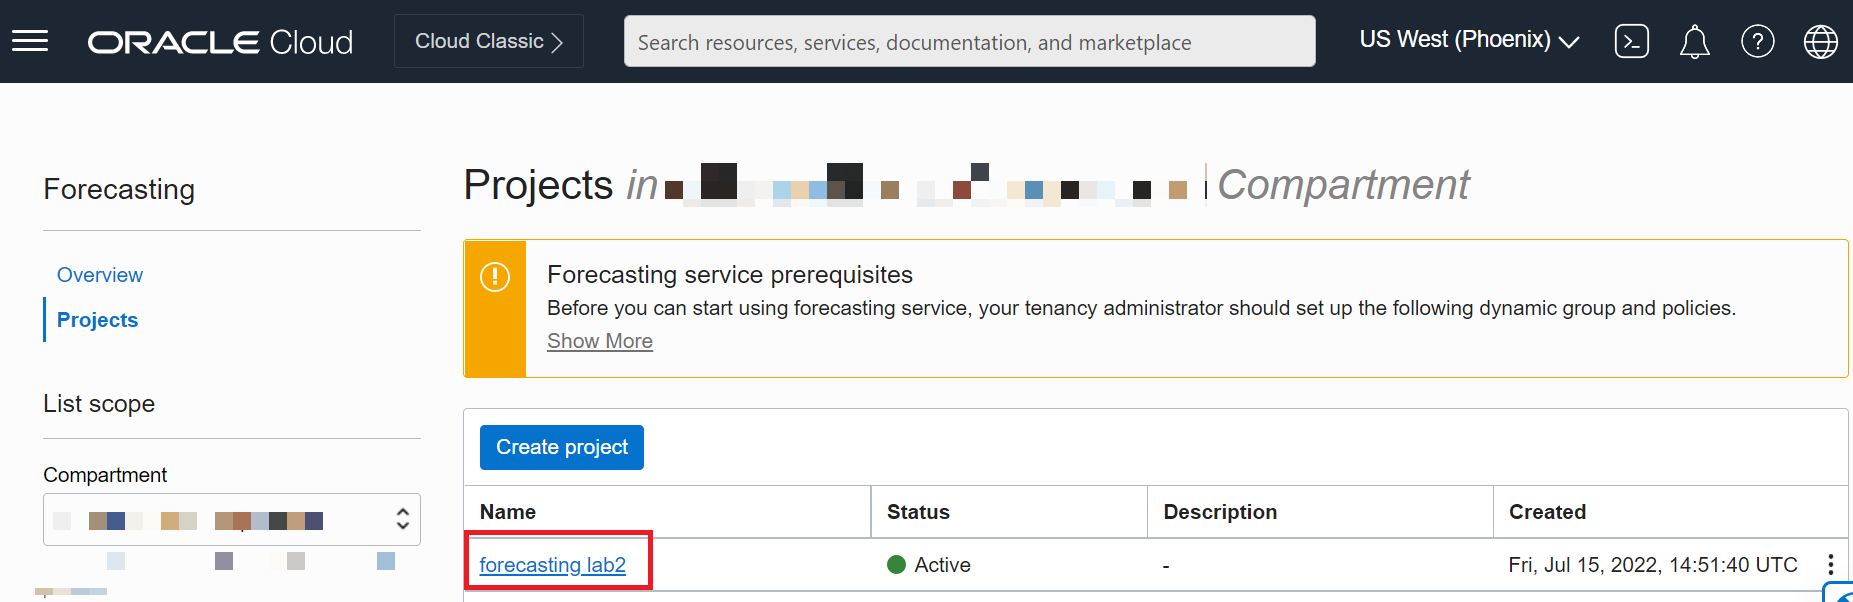 ORACLE Cloud
Cloud Classic
Search resources, services, documentation, and marketplace
US West (Phoenix)
Forecasting
Overview
Projects
List scope
Compartment
Projects in Compartment
Forecasting service prerequisites
Before you can start using forecasting service, your tenancy administrator should set up the following dynamic group and policies.
Show More
Create project
Name Status Description Created
forecasting lab2 Active - Fri, Jul 15, 2022, 14:51:40 UTC